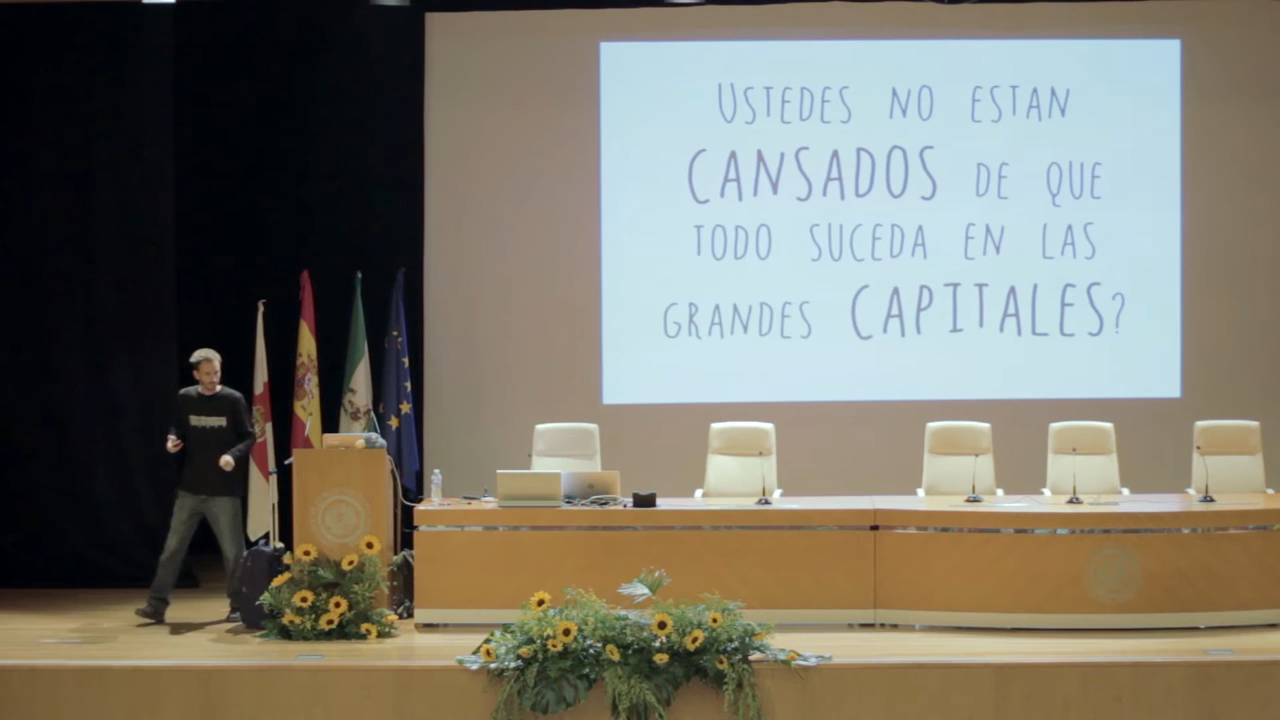 USTEDES NO ESTAN
CANSADOS DE QUE
TODO SUCEDA EN LAS
GRANDES CAPITALES?